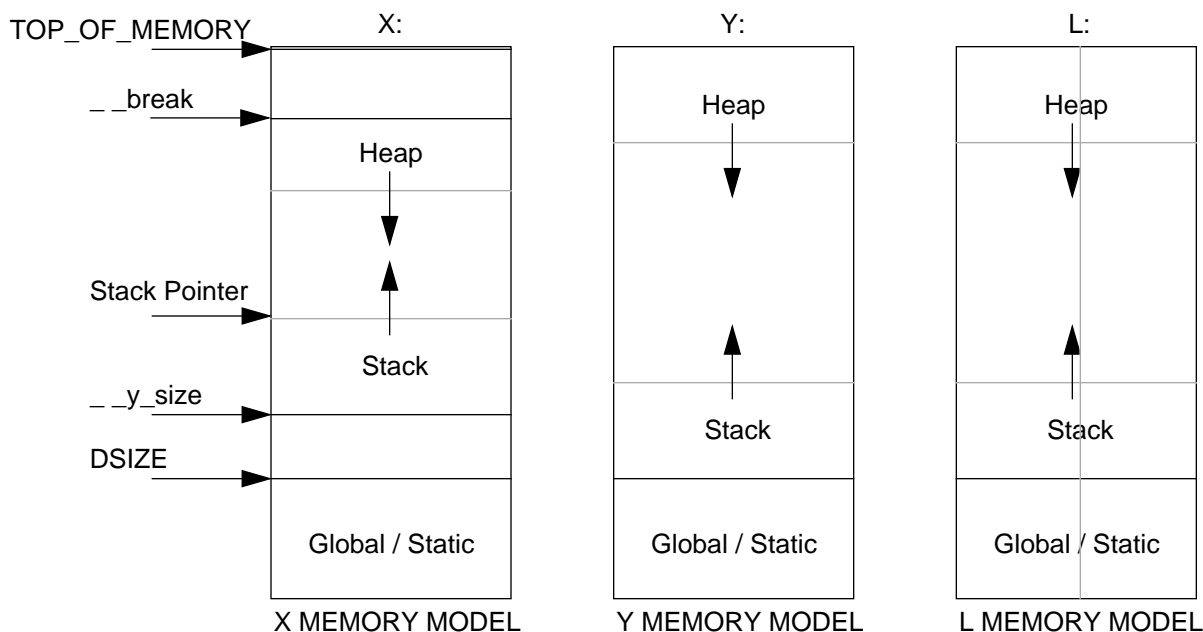 TOP_OF_MEMORY
X:
Y:
L:
_ _break
Heap
Heap
Heap
Stack Pointer
Stack
_ _y_size
Stack
Stack
DSIZE
Global / Static
Global / Static
Global / Static
X MEMORY MODEL
Y MEMORY MODEL
L MEMORY MODEL